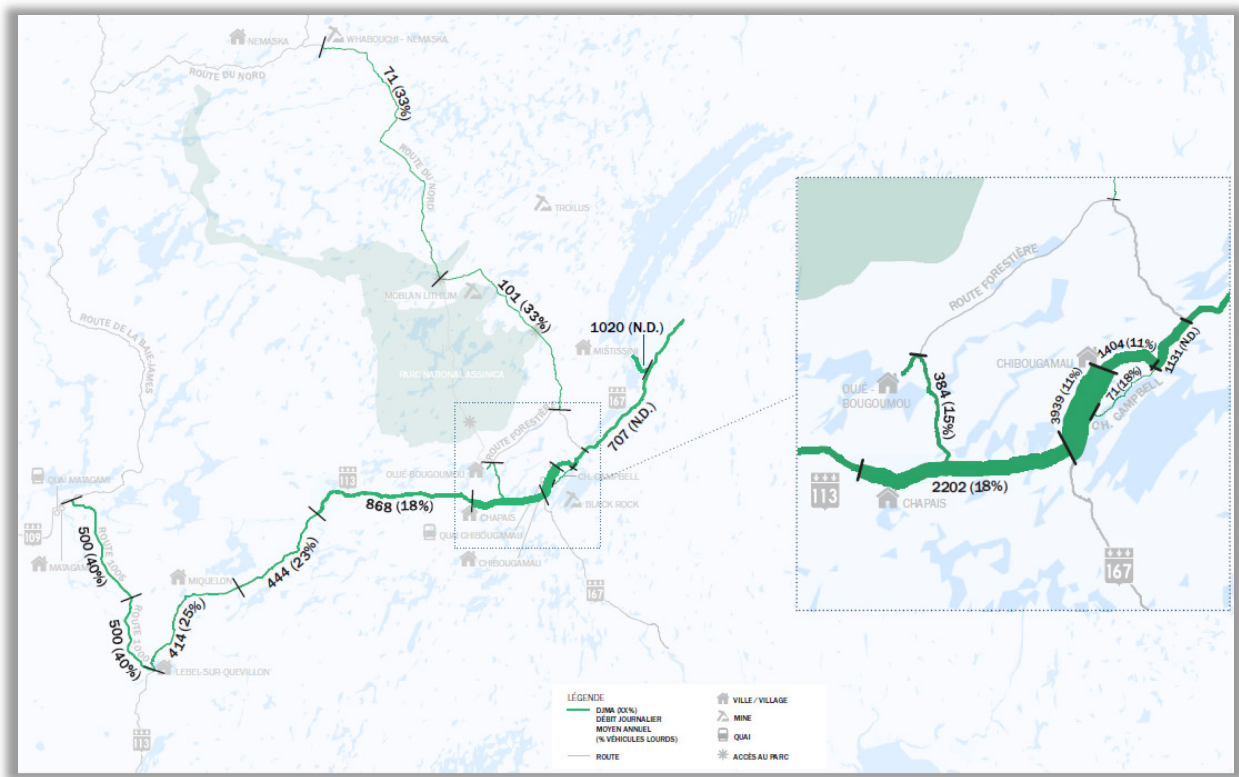 NEMASKA
WHABOUCHI - NEMASKA
ROUTE DU NORD
71 (33%)
ROUTE DU NORD
TROILUS
MOBLAN LITHIUM
101 (33%)
ROUTE DE LA BAIE-JAMES
1020 (N.D.)
MISTISSINI
PARC NATIONAL ASSINICA
167
707 (N.D.)
ROUTE FORESTIÈRE
OUJÉ-BOUGOUMOU
CH. CAMPBELL
QUAI MATAGAMI
113
868 (18%)
BLACK ROCK
CHAPAIS
QUAI CHIBOUGAMAU
109
MATAGAMI
500 (40%)
ROUTE 1005
CHIBOUGAMAU
444 (23%)
MIQUELON
167
500 (40%)
ROUTE 1000
414 (25%)
LEBEL-SUR-QUÉVILLON
113
ROUTE FORESTIÈRE
CHIBOUGAMAU
1404 (11%)
1131 (N.D.)
OUJÉ -
BOUGOUMOU
384 (15%)
3939 (11%)
71 (18%)
CH. CAMPBELL
113
CHAPAIS
2202 (18%)
167
LÉGENDE
DJMA (XX%)
DÉBIT JOURNALIER
MOYEN ANNUEL
(% VÉHICULES LOURDS)
ROUTE
VILLE / VILLAGE
MINE
QUAI
ACCÈS AU PARC